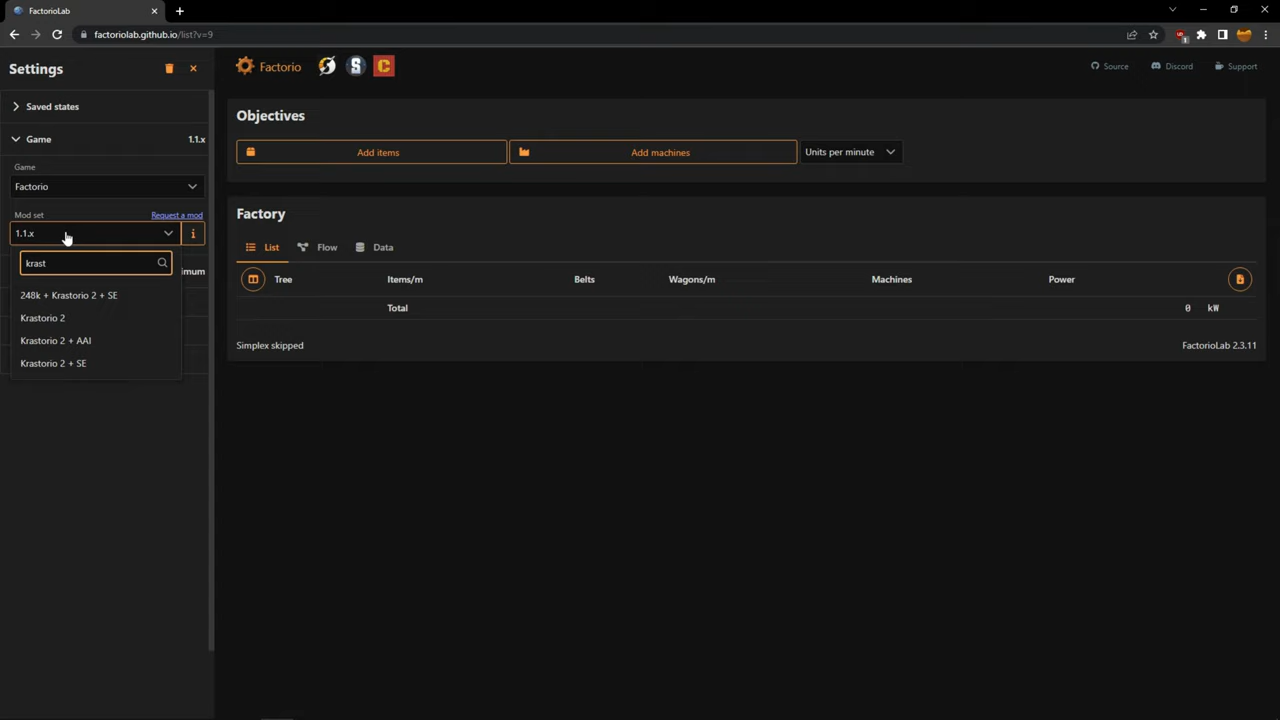 FactorioLab
factoriolab.github.io/list?v=9
1
Settings
Saved states
Game
1.1.x
Game
Factorio
Mod set
Request a mod
1.1.x
i
krast
imum
248k + Krastorio 2 + SE
Krastorio 2
Krastorio 2 + AAI
Krastorio 2 + SE
Factorio
S
C
Source
Discord
Support
Objectives
Add items
Add machines
Units per minute
Factory
List
Flow
Data
Tree
Items/m
Belts
Wagons/m
Machines
Power
Total
0 kW
Simplex skipped
FactorioLab 2.3.11